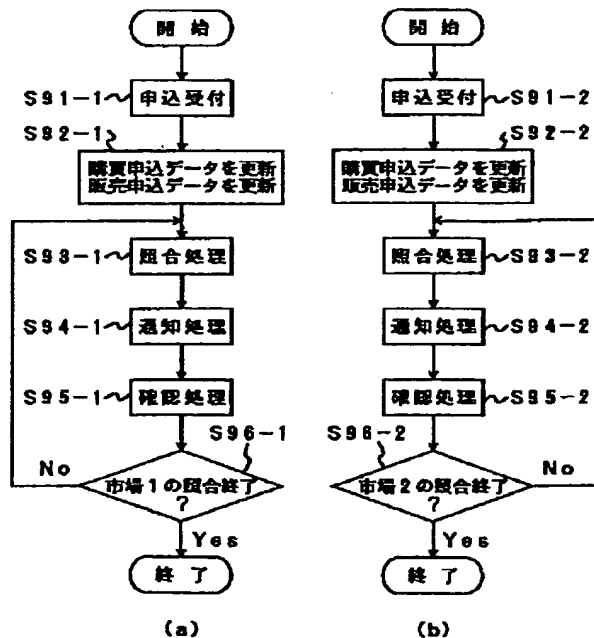 開始
S91-1
申込受付
S92-1
購買申込データを更新
販売申込データを更新
S93-1
照合処理
S94-1
通知処理
S95-1
確認処理
S96-1
No
市場1の照合終了
?
Yes
終了
(a)
開始
申込受付
S91-2
S92-2
購買申込データを更新
販売申込データを更新
照合処理
S93-2
通知処理
S94-2
確認処理
S95-2
S96-2
市場2の照合終了
?
No
Yes
終了
(b)